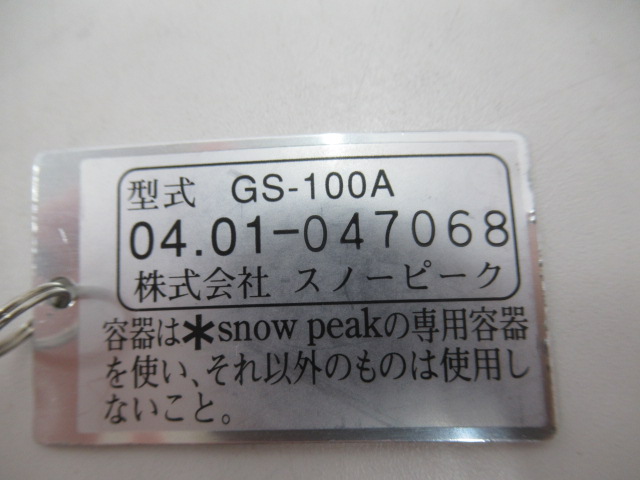 型式 GS-100A
04.01-047068
株式会社 スノーピーク
容器は*snow peakの専用容器
を使い、それ以外のものは使用し
ないこと。